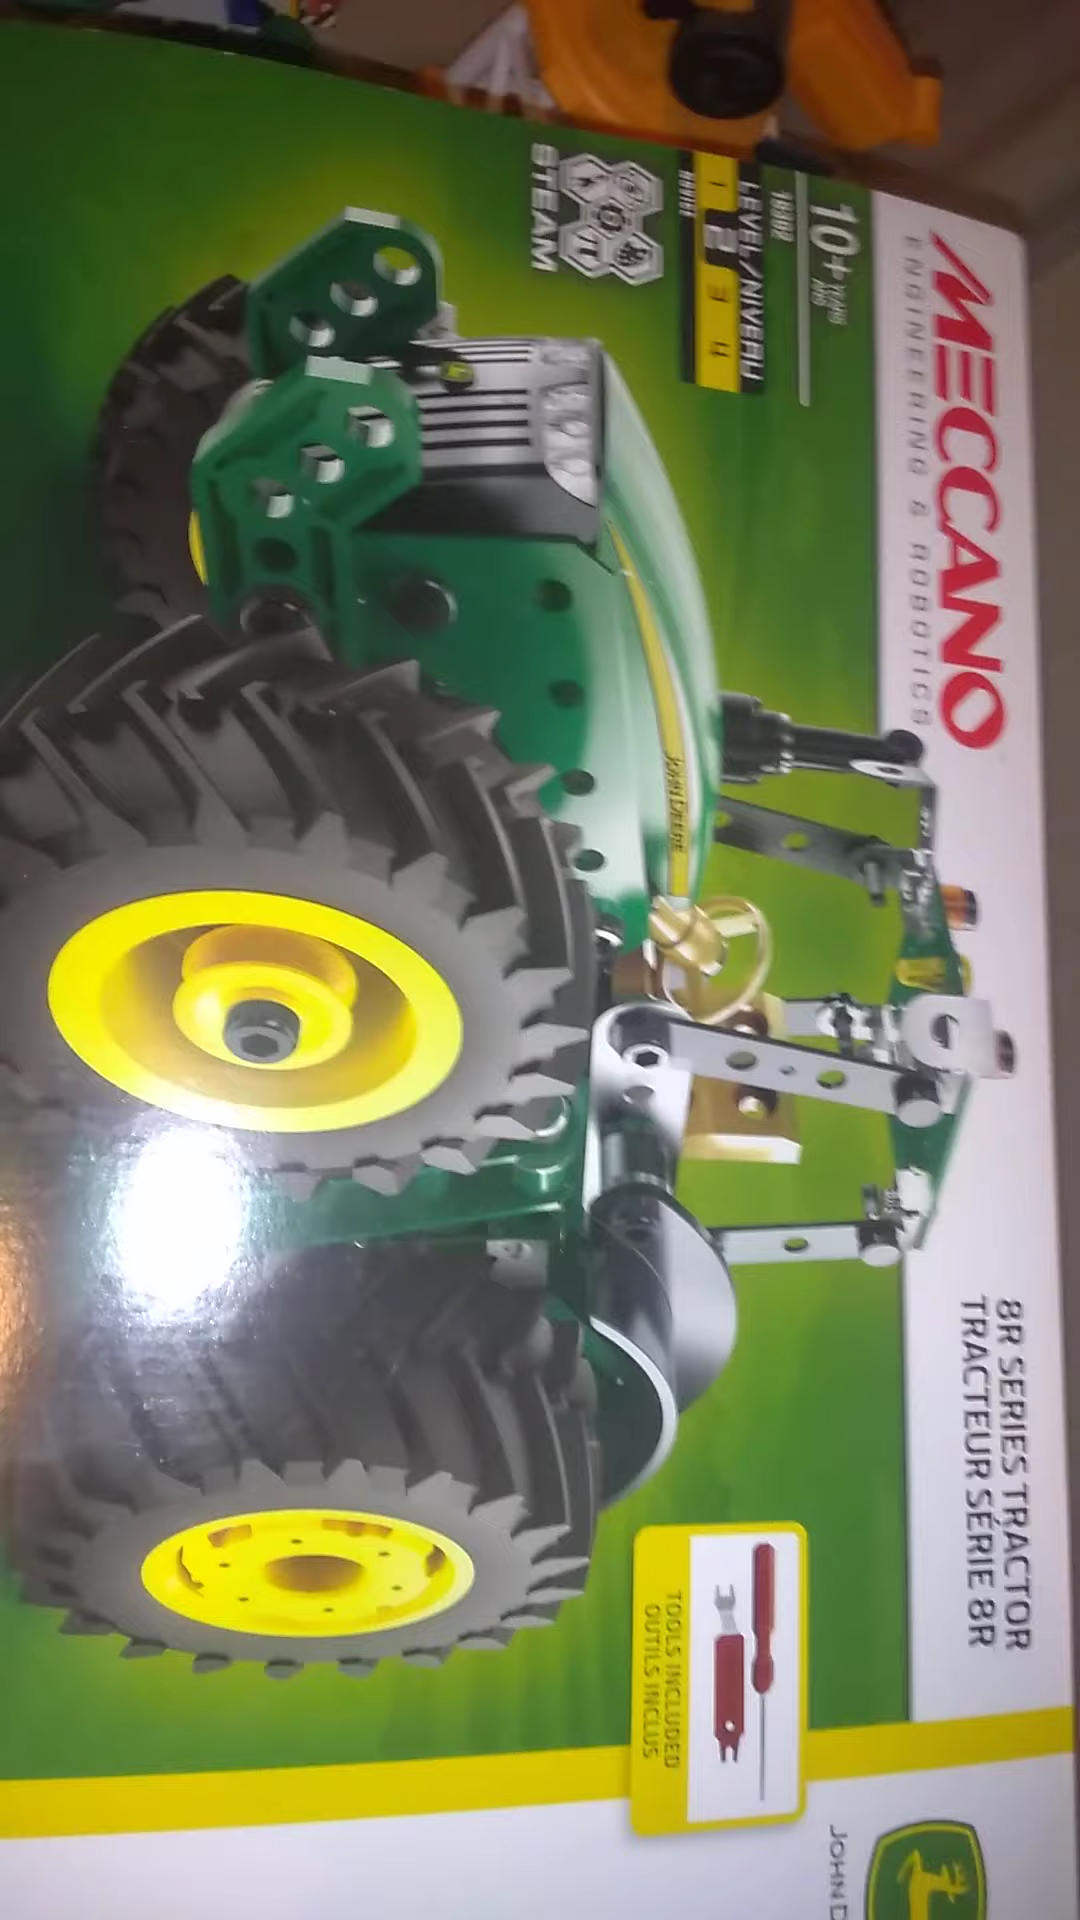 MECCANO
ENGINEERING & ROBOTICS
10+
LEVEL/NIVEAU
1 2 3 4
STEAM
JOHN DEERE
8R SERIES TRACTOR
TRACTEUR SÉRIE 8R
TOOLS INCLUDED
OUTILS INCLUS
JOHN D